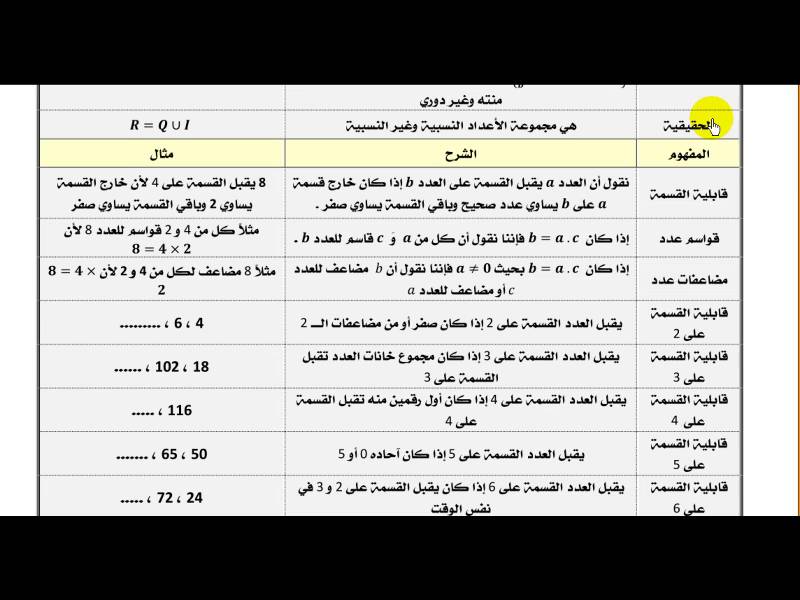 منته وغير دوري
الحقيقية
هي مجموعة الأعداد النسبية وغير النسبية
R = Q ∪ I
المفهوم
الشرح
مثال
قابلية القسمة
نقول أن العدد a يقبل القسمة على العدد b إذا كان خارج قسمة
a على b يساوي عدد صحيح وباقي القسمة يساوي صفر .
8 يقبل القسمة على 4 لأن خارج القسمة
يساوي 2 وباقي القسمة يساوي صفر
قواسم عدد
إذا كان b = a . c فإننا نقول أن كل من a وَ c قاسم للعدد b .
مثلاً كل من 4 و 2 قواسم للعدد 8 لأن
8 = 4 × 2
مضاعفات عدد
إذا كان b = a . c بحيث a ≠ 0 فإننا نقول أن b مضاعف للعدد
c أو مضاعف للعدد a
مثلاً 8 مضاعف لكل من 4 و 2 لأن 8 = 4 ×
2
قابلية القسمة
على 2
يقبل العدد القسمة على 2 إذا كان صفر أو من مضاعفات الـــ 2
4 ، 6 ، .........
قابلية القسمة
على 3
يقبل العدد القسمة على 3 إذا كان مجموع خانات العدد تقبل
القسمة على 3
18 ، 102 ، ......
قابلية القسمة
على 4
يقبل العدد القسمة على 4 إذا كان أول رقمين منه تقبل القسمة
على 4
116 ، .....
قابلية القسمة
على 5
يقبل العدد القسمة على 5 إذا كان آحاده 0 أو 5
50 ، 65 ، .......
قابلية القسمة
على 6
يقبل العدد القسمة على 6 إذا كان يقبل القسمة على 2 و 3 في
نفس الوقت
24 ، 72 ، .....